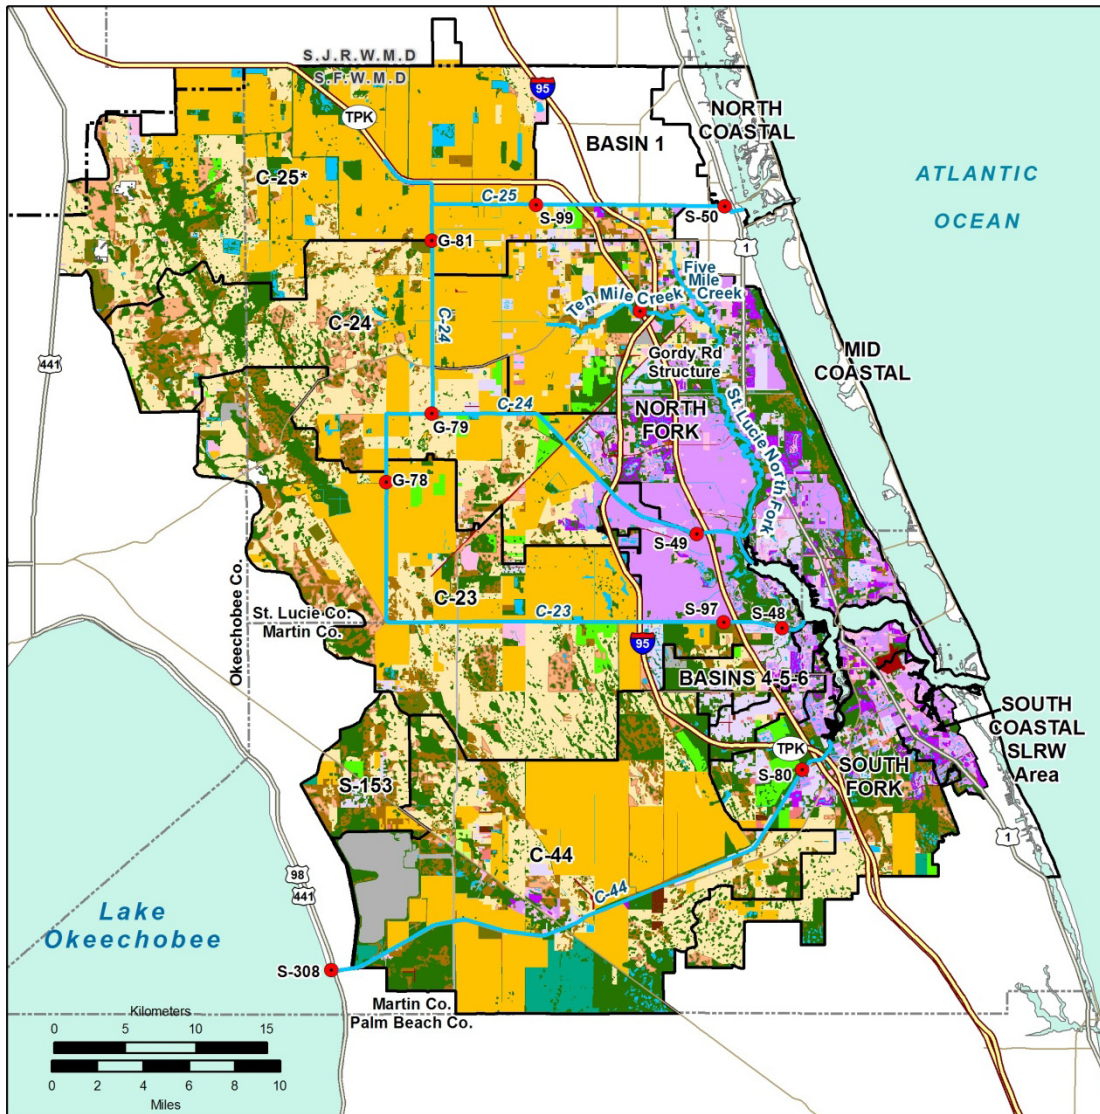 S.J.R.W.M.D
S.F.W.M.D
95
TPK
NORTH
COASTAL
BASIN 1
ATLANTIC
OCEAN
C-25*
C-25
S-99
S-50
G-81
1
Five
Mile
Creek
Ten Mile Creek
C-24
C-24
441
MID
COASTAL
Gordy Rd
Structure
C-24
G-79
NORTH
FORK
St. Lucie North Fork
G-78
S-49
C-23
C-23
S-97
S-48
Okeechobee Co.
St. Lucie Co.
Martin Co.
95
BASINS 4-5-6
SOUTH
COASTAL
SLRW
Area
TPK
S-80
SOUTH
FORK
S-153
1
C-44
C-44
98
441
Lake
Okeechobee
S-308
Martin Co.
Palm Beach Co.
Kilometers
0 5 10 15
0 2 4 6 8 10
Miles